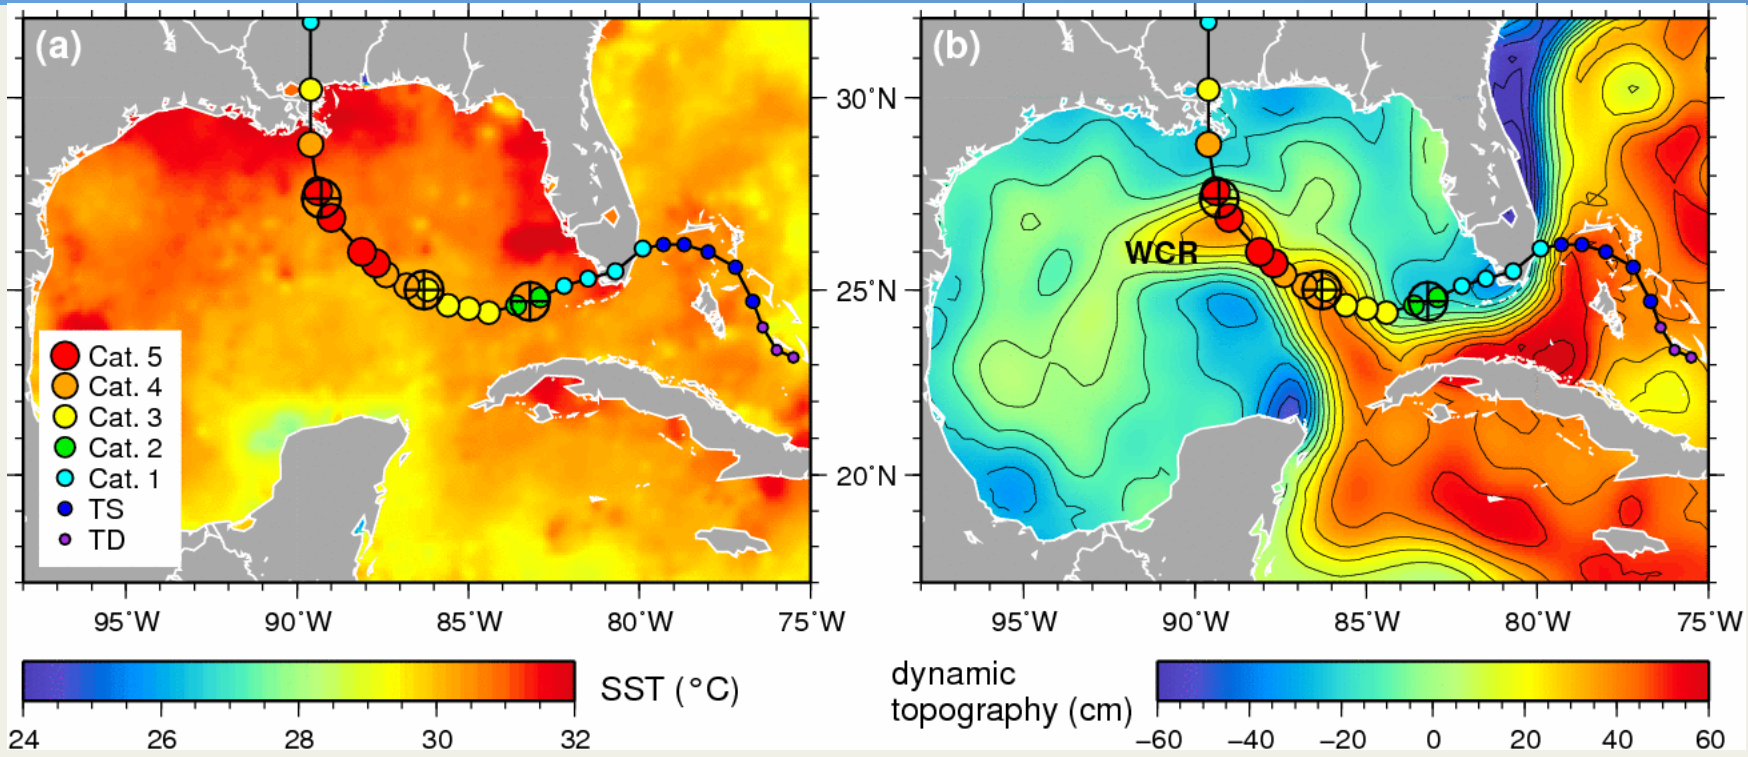 (a)
(b)
30°N
25°N
20°N
WCR
Cat. 5
Cat. 4
Cat. 3
Cat. 2
Cat. 1
TS
TD
95°W 90°W 85°W 80°W 75°W
95°W 90°W 85°W 80°W 75°W
SST (°C)
24 26 28 30 32
dynamic
topography (cm)
−60 −40 −20 0 20 40 60